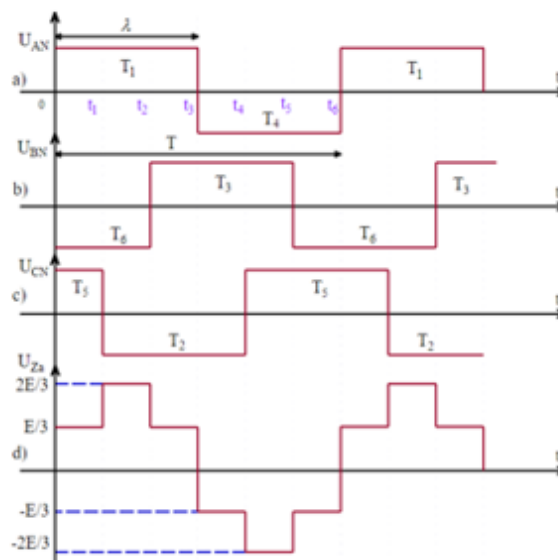 U_AN λ
T₁ T₁
a) 0 t₁ t₂ t₃ t₄ t₅ t₆ t
T₄
U_BN T
b) T₃ T₃ t
T₆ T₆
U_CN
c) T₅ T₅ t
T₂ T₂
U_Za
2E/3
E/3
d) t
-E/3
-2E/3